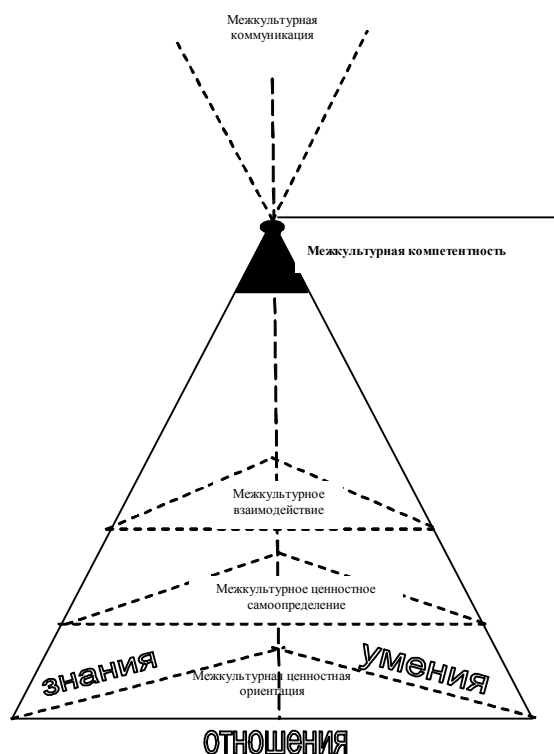 Межкультурная
коммуникация
Межкультурная компетентность
Межкультурное
взаимодействие
Межкультурное ценностное
самоопределение
знания
умения
Межкультурная ценностная
ориентация
отношения